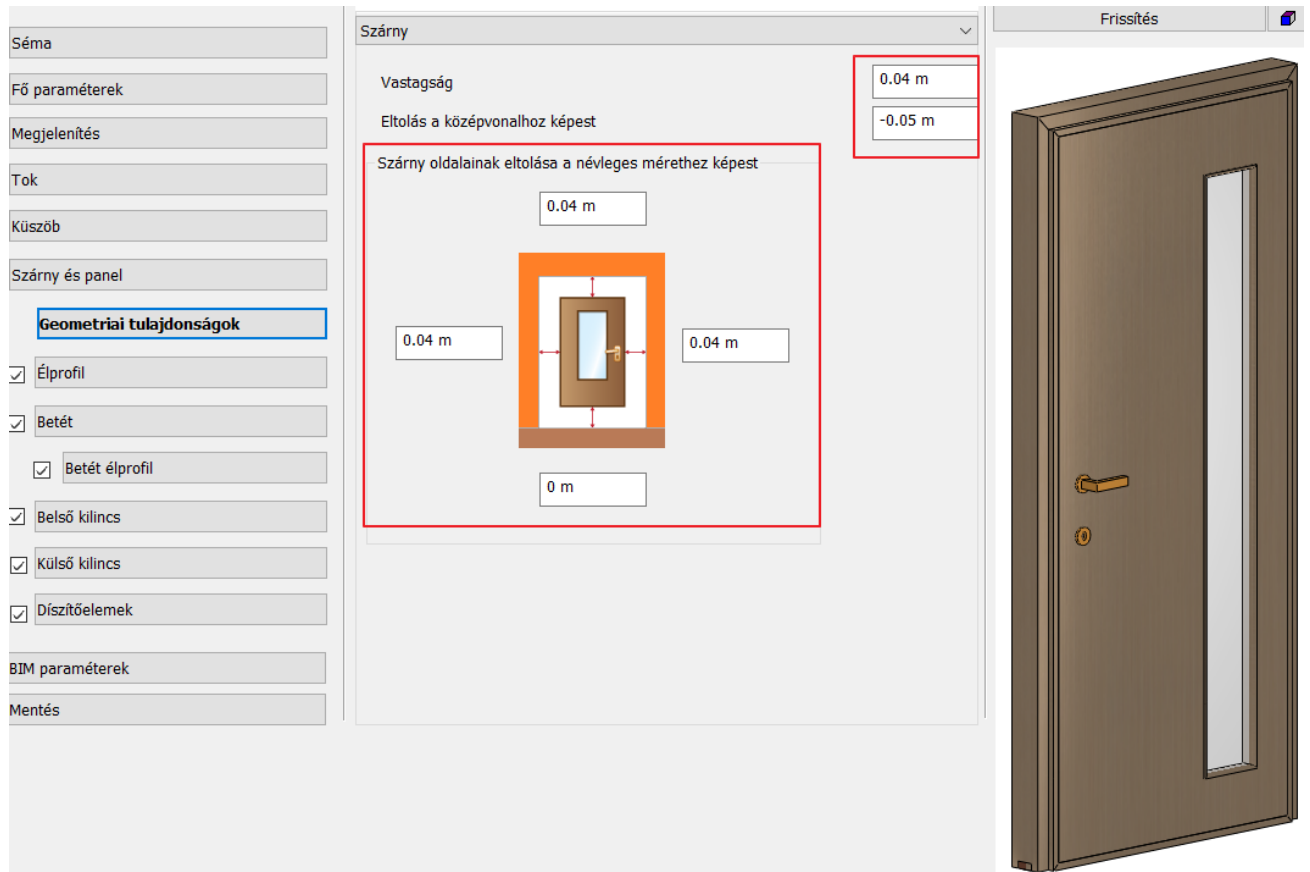 Séma
Fő paraméterek
Megjelenítés
Tok
Küszöb
Szárny és panel
Geometriai tulajdonságok
Élprofil
Betét
Betét élprofil
Belső kilincs
Külső kilincs
Díszítőelemek
BIM paraméterek
Mentés
Szárny
Vastagság
0.04 m
Eltolás a középvonalhoz képest
-0.05 m
Szárny oldalainak eltolása a névleges mérethez képest
0.04 m
0.04 m
0.04 m
0 m
Frissítés